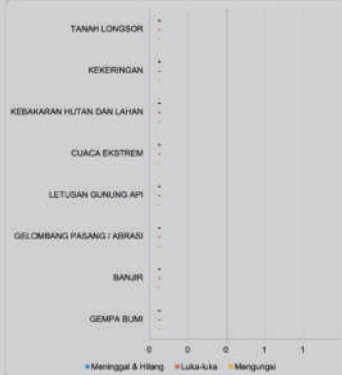 TANAH LONGSOR
KEKERINGAN
KEBAKARAN HUTAN DAN LAHAN
CUACA EKSTREM
LETUSAN GUNUNG API
GELOMBANG PASANG / ABRASI
BANJIR
GEMPA BUMI
0 0 0 1 1
Meninggal & Hilang Luka-luka Mengungsi